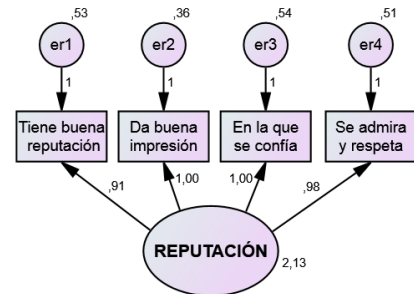 ,53
,36
,54
,51
er1
er2
er3
er4
1
1
1
1
Tiene buena
reputación
Da buena
impresión
En la que
se confía
Se admira
y respeta
,91
1,00
1,00
,98
REPUTACIÓN
2,13